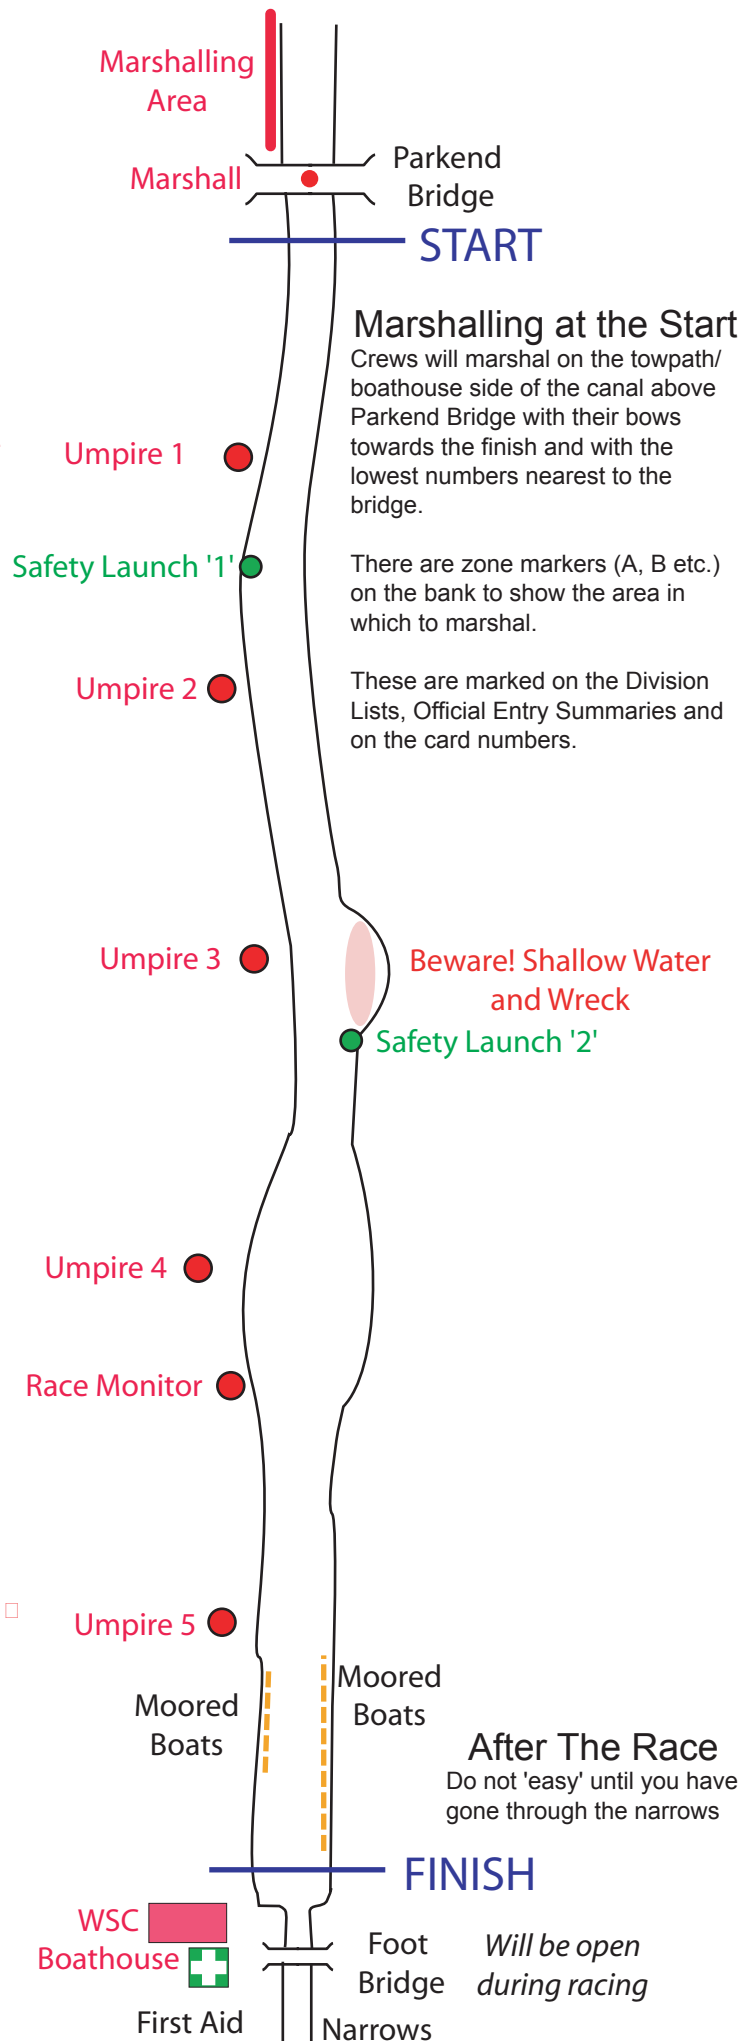 Marshalling
Area
Marshall
Parkend
Bridge
START
Marshalling at the Start
Crews will marshal on the towpath/
boathouse side of the canal above
Parkend Bridge with their bows
towards the finish and with the
lowest numbers nearest to the
bridge.
Umpire 1
Safety Launch '1'
There are zone markers (A, B etc.)
on the bank to show the area in
which to marshal.
Umpire 2
These are marked on the Division
Lists, Official Entry Summaries and
on the card numbers.
Umpire 3
Beware! Shallow Water
and Wreck
Safety Launch '2'
Umpire 4
Race Monitor
Umpire 5
Moored
Boats
Moored
Boats
After The Race
Do not 'easy' until you have
gone through the narrows
FINISH
WSC
Boathouse
Foot
Bridge
Will be open
during racing
First Aid
Narrows